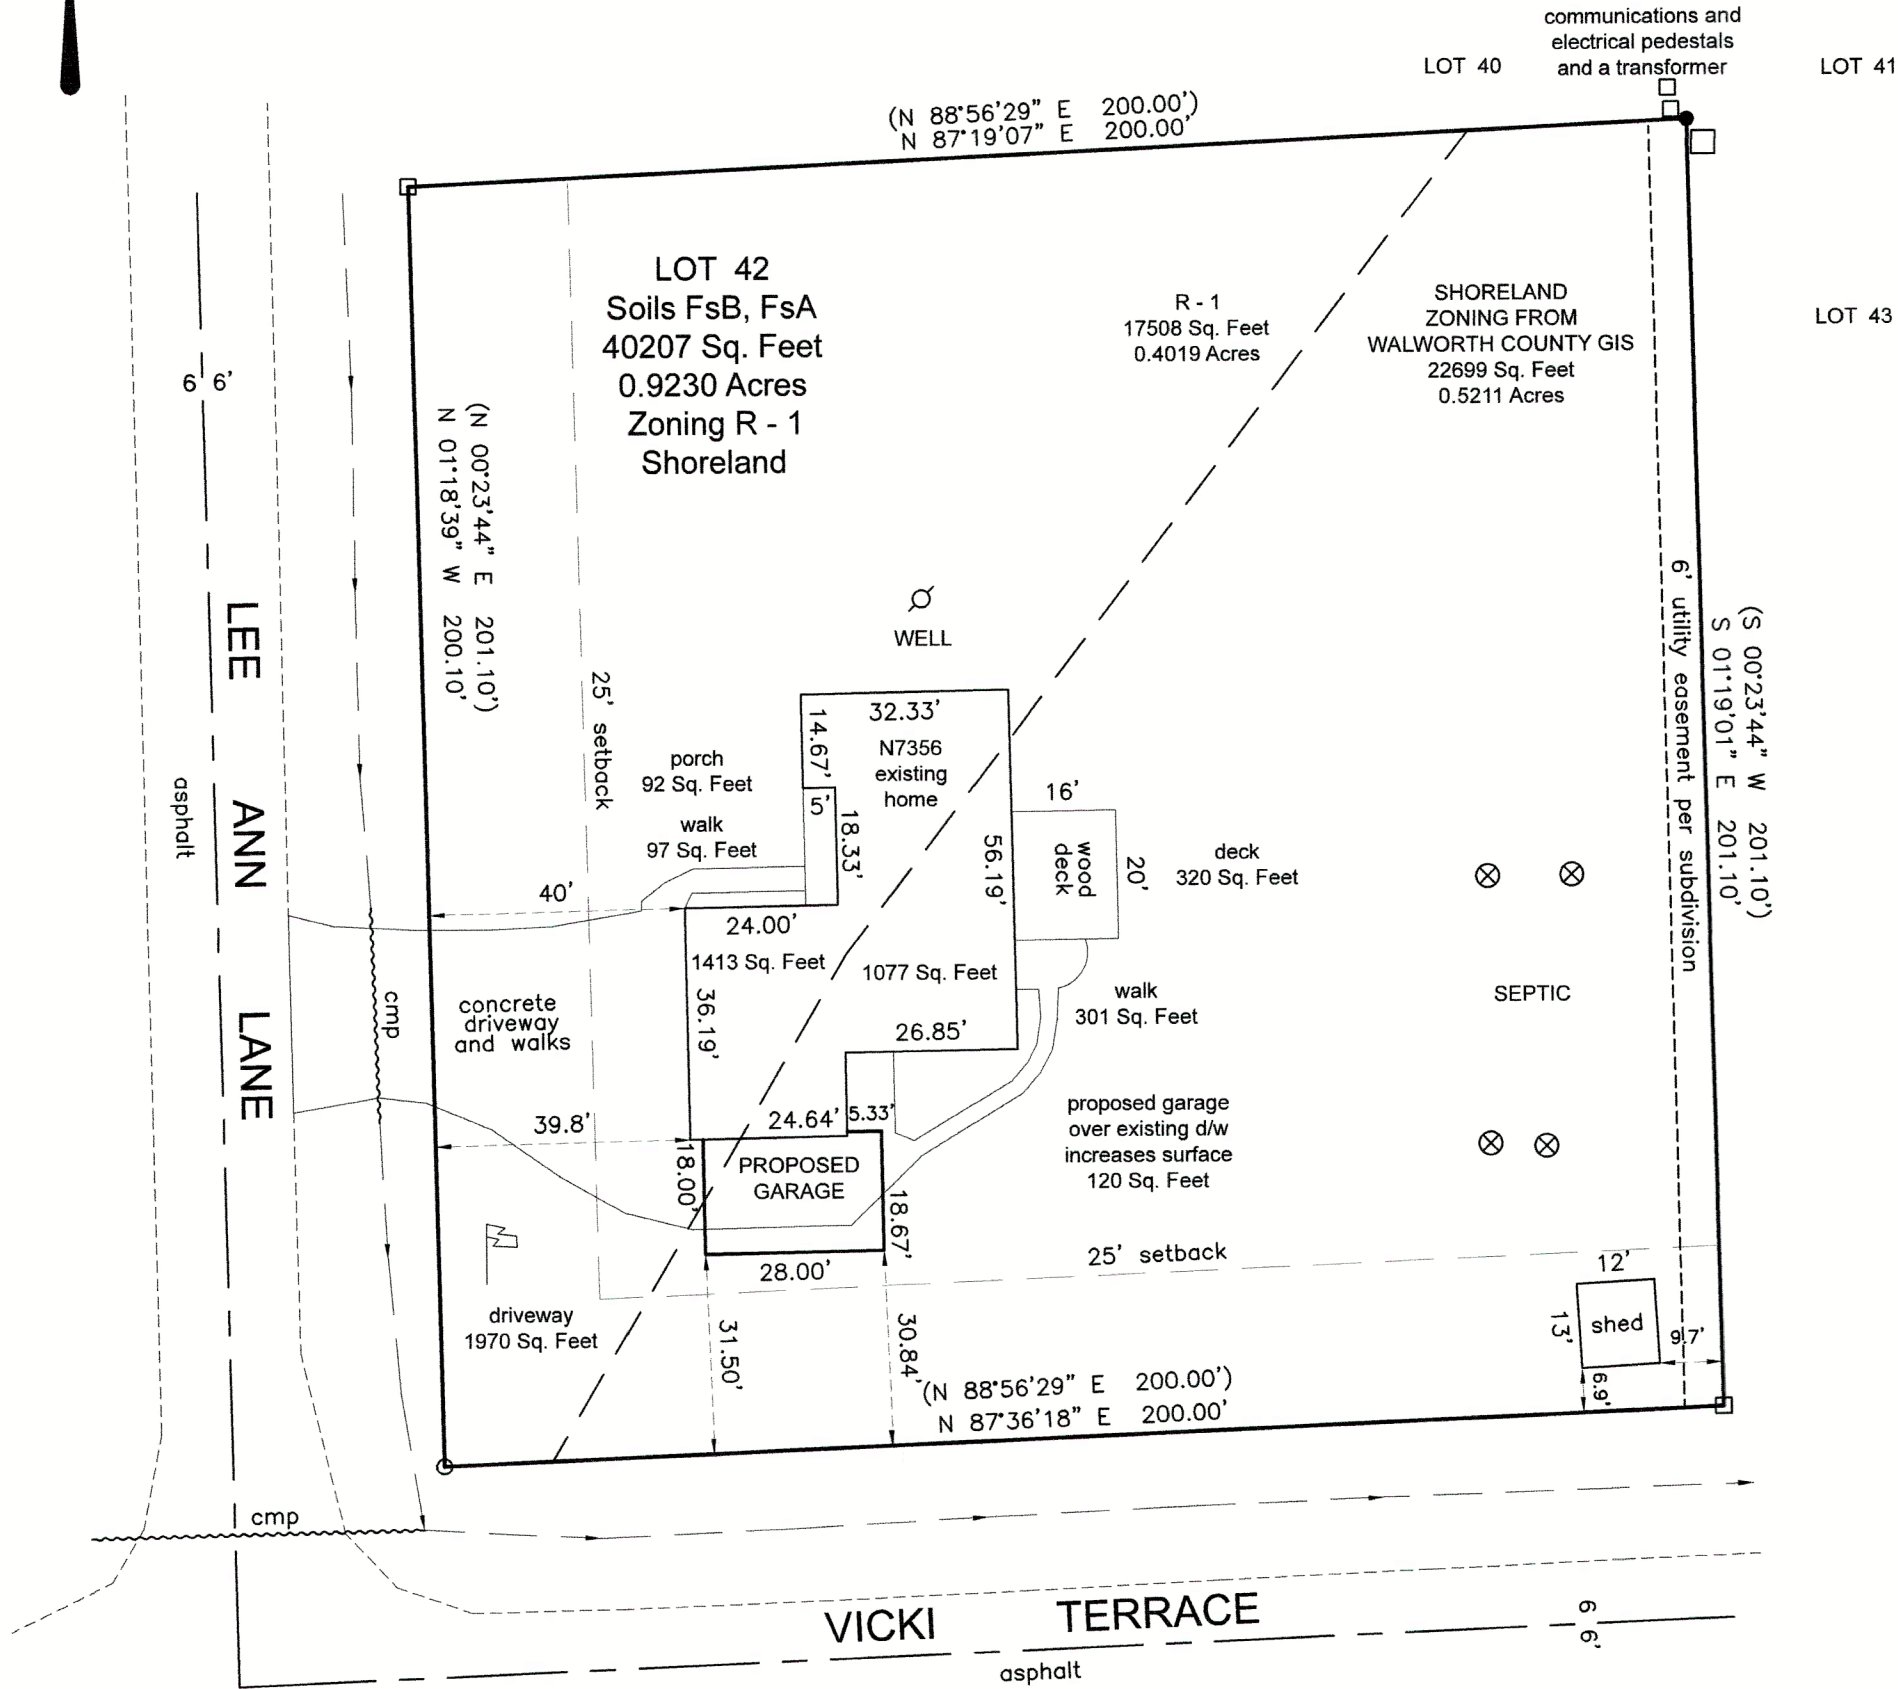 communications and
electrical pedestals
and a transformer
LOT 40
LOT 41
(N 88°56'29" E 200.00')
N 87°19'07" E 200.00'
LOT 42
Soils FsB, FsA
40207 Sq. Feet
0.9230 Acres
Zoning R - 1
Shoreland
R - 1
17508 Sq. Feet
0.4019 Acres
SHORELAND
ZONING FROM
WALWORTH COUNTY GIS
22699 Sq. Feet
0.5211 Acres
LOT 43
6' 6'
(N 00°23'44" E 201.10')
N 01°18'39" W 200.10'
LEE ANN LANE
asphalt
25' setback
WELL
6' utility easement per subdivision
(S 00°23'44" W 201.10')
S 01°19'01" E 201.10'
32.33'
14.67'
N7356
existing
home
porch
92 Sq. Feet
5'
18.33'
walk
97 Sq. Feet
56.19'
16'
wood
deck
20'
deck
320 Sq. Feet
40'
24.00'
1413 Sq. Feet
1077 Sq. Feet
36.19'
cmp
concrete
driveway
and walks
26.85'
walk
301 Sq. Feet
SEPTIC
39.8'
24.64'
5.33'
proposed garage
over existing d/w
increases surface
120 Sq. Feet
18.00'
PROPOSED
GARAGE
18.67'
28.00'
25' setback
driveway
1970 Sq. Feet
31.50'
30.84'
12'
13'
shed
9.7'
6.9'
(N 88°56'29" E 200.00')
N 87°36'18" E 200.00'
cmp
VICKI TERRACE
asphalt
6' 6'